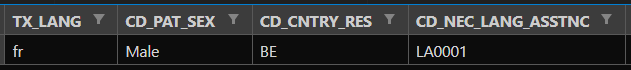 TX_LANG CD_PAT_SEX CD_CNTRY_RES CD_NEC_LANG_ASSTNC
fr Male BE LA0001